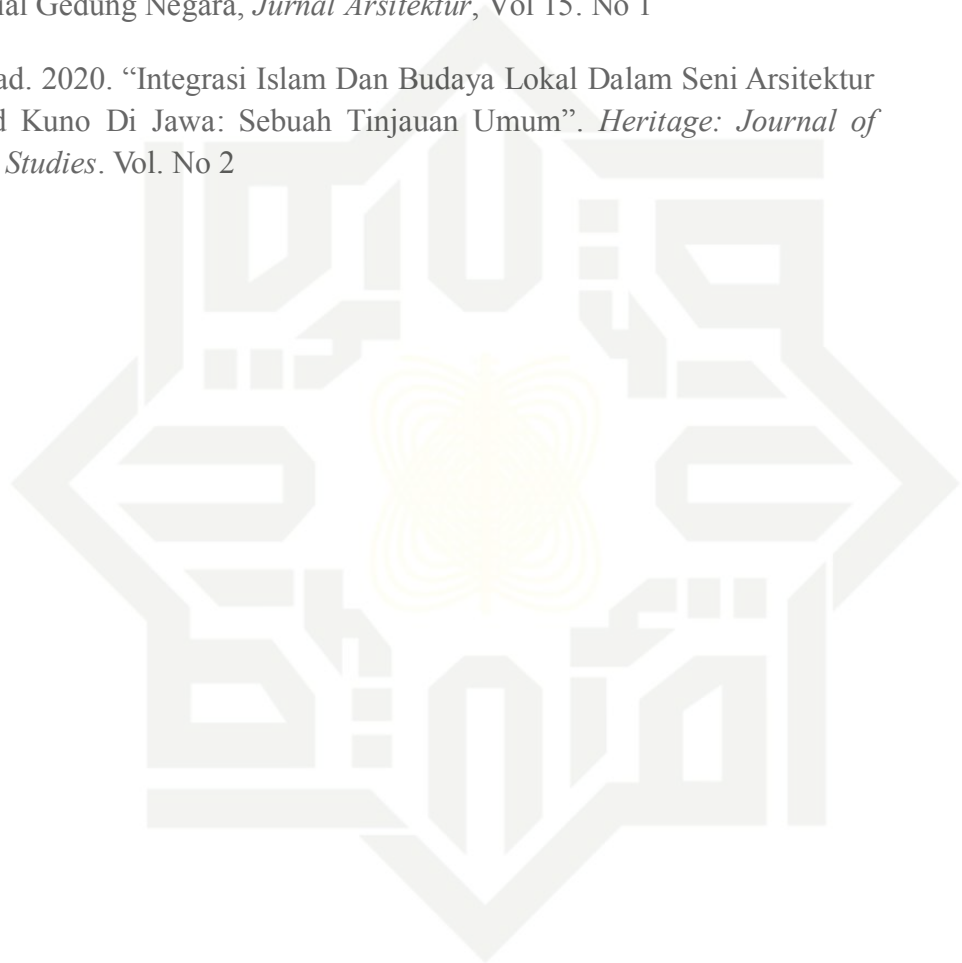 ial Gedung Negara, Jurnal Arsitektur, Vol 15. No 1
ad. 2020. “Integrasi Islam Dan Budaya Lokal Dalam Seni Arsitektur
d Kuno Di Jawa: Sebuah Tinjauan Umum”. Heritage: Journal of
Studies. Vol. No 2